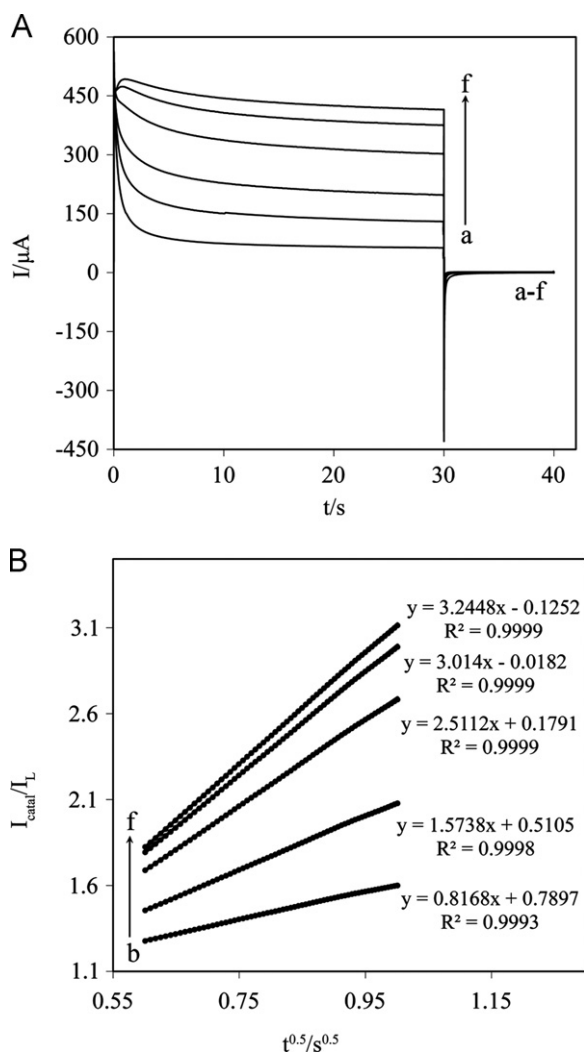 A
600
450
300
150
0
-150
-300
-450
I/µA
f
a
a-f
0
10
20
30
40
t/s
B
3.1
2.6
2.1
1.6
1.1
I_catal/I_L
f
b
y = 3.2448x - 0.1252
R² = 0.9999
y = 3.014x - 0.0182
R² = 0.9999
y = 2.5112x + 0.1791
R² = 0.9999
y = 1.5738x + 0.5105
R² = 0.9998
y = 0.8168x + 0.7897
R² = 0.9993
0.55
0.75
0.95
1.15
t^0.5/s^0.5